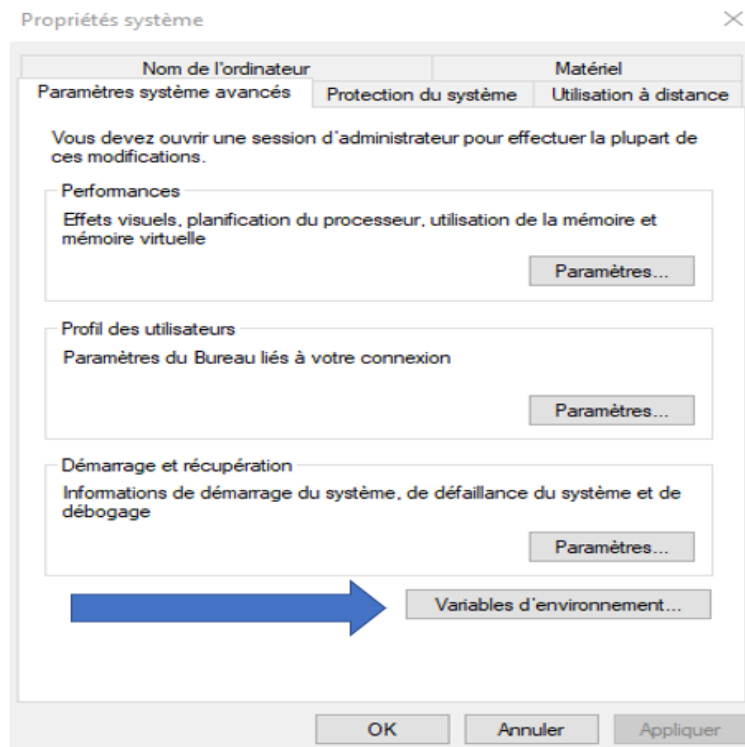 Propriétés système
Nom de l'ordinateur
Matériel
Paramètres système avancés
Protection du système
Utilisation à distance
Vous devez ouvrir une session d'administrateur pour effectuer la plupart de
ces modifications.
Performances
Effets visuels, planification du processeur, utilisation de la mémoire et
mémoire virtuelle
Paramètres...
Profil des utilisateurs
Paramètres du Bureau liés à votre connexion
Paramètres...
Démarrage et récupération
Informations de démarrage du système, de défaillance du système et de
débogage
Paramètres...
Variables d'environnement...
OK
Annuler
Appliquer